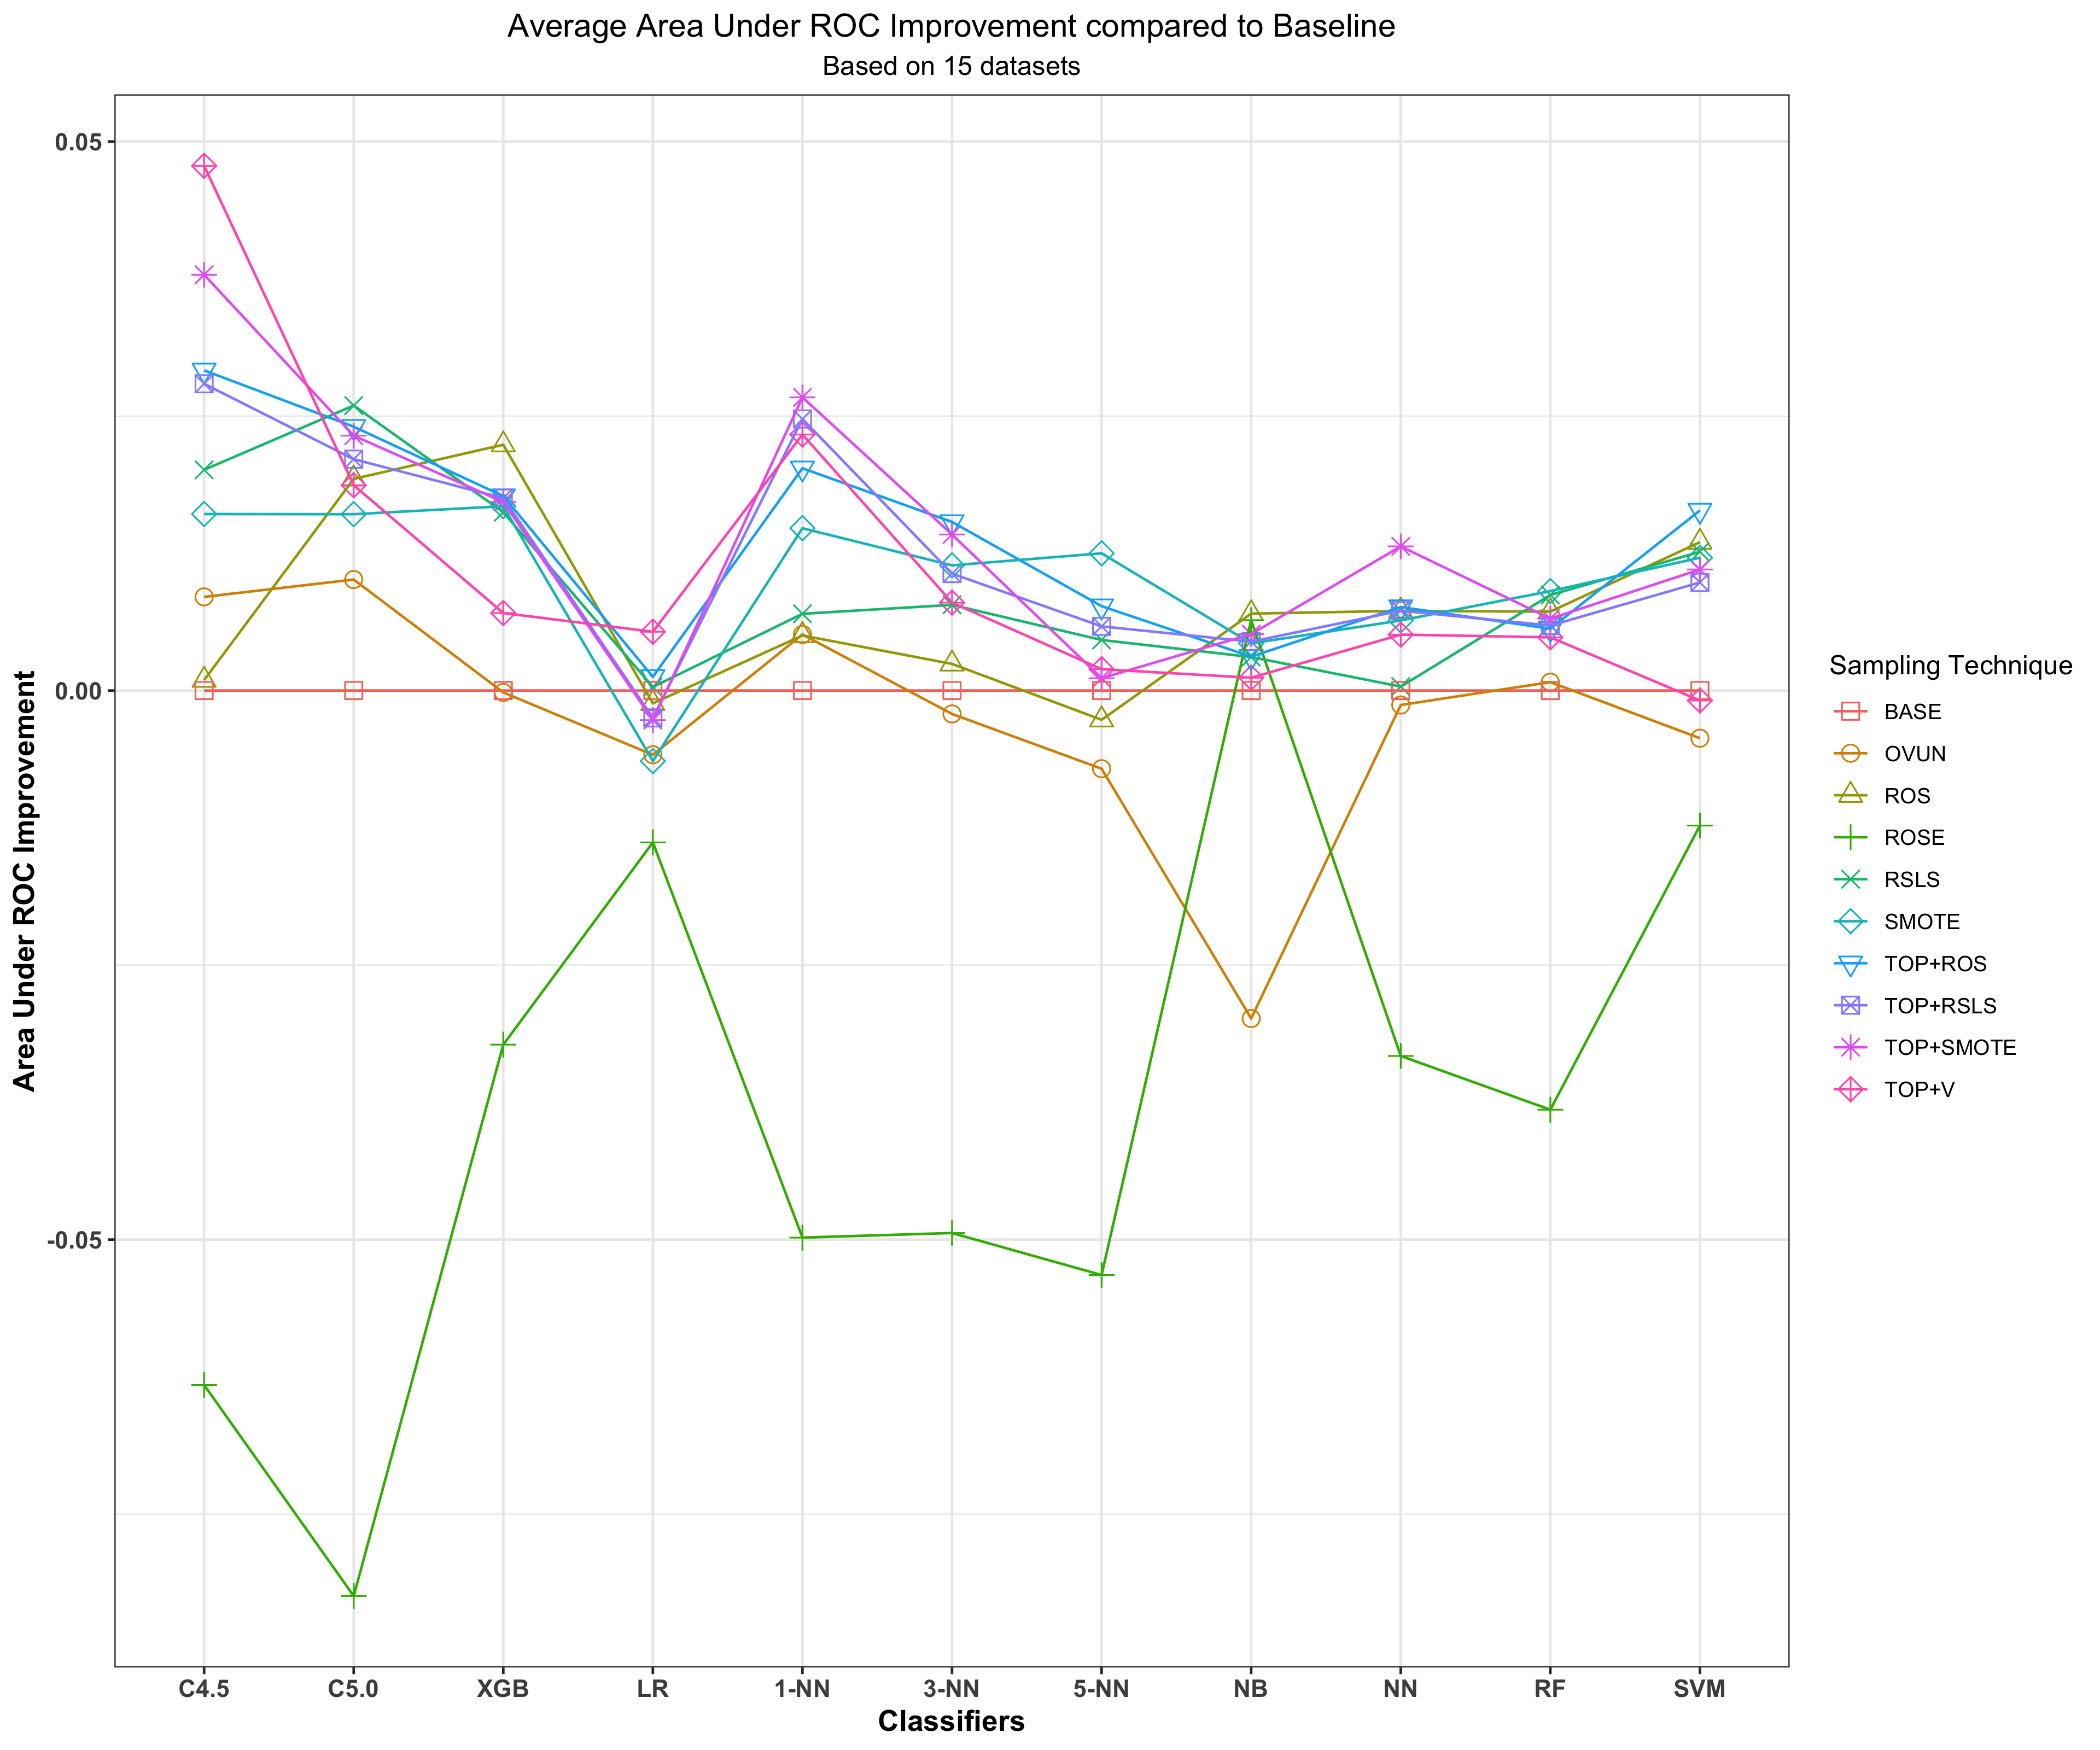 Average Area Under ROC Improvement compared to Baseline
Based on 15 datasets
Area Under ROC Improvement
0.05
0.00
-0.05
C4.5 C5.0 XGB LR 1-NN 3-NN 5-NN NB NN RF SVM
Classifiers
Sampling Technique
BASE
OVUN
ROS
ROSE
RSLS
SMOTE
TOP+ROS
TOP+RSLS
TOP+SMOTE
TOP+V